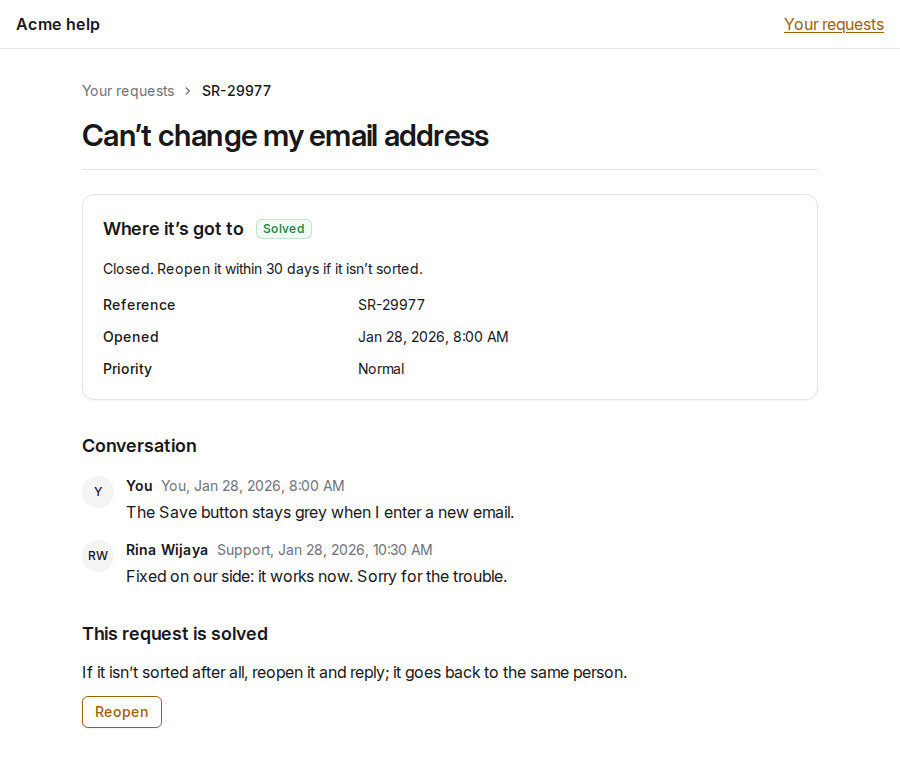 Acme help
Your requests
Your requests > SR-29977
Can’t change my email address
Where it’s got to Solved
Closed. Reopen it within 30 days if it isn’t sorted.
Reference SR-29977
Opened Jan 28, 2026, 8:00 AM
Priority Normal
Conversation
Y You You, Jan 28, 2026, 8:00 AM
The Save button stays grey when I enter a new email.
RW Rina Wijaya Support, Jan 28, 2026, 10:30 AM
Fixed on our side: it works now. Sorry for the trouble.
This request is solved
If it isn’t sorted after all, reopen it and reply; it goes back to the same person.
Reopen